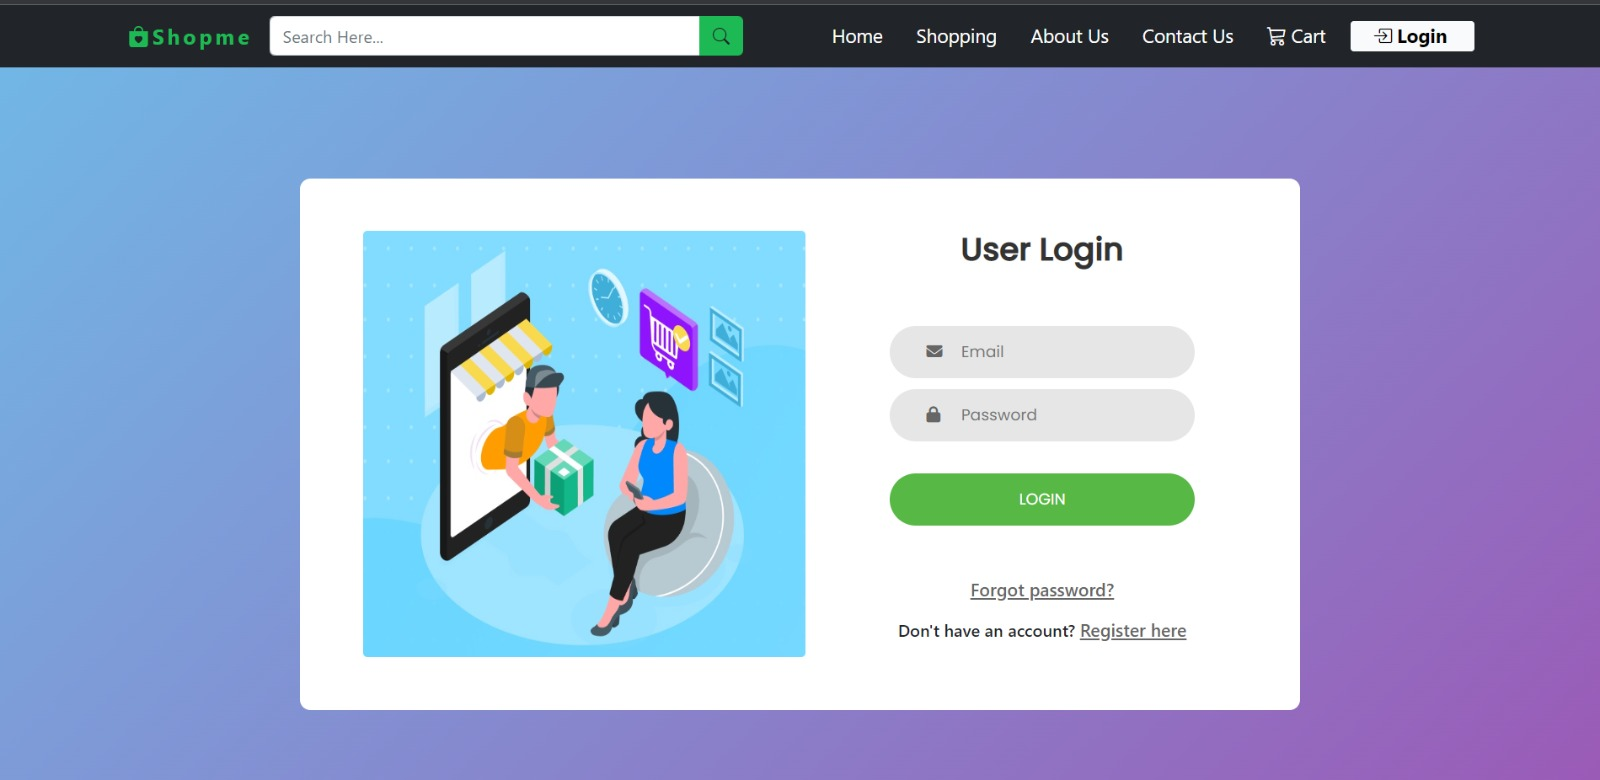 Shopme
Search Here...
Home
Shopping
About Us
Contact Us
Cart
Login
User Login
Email
Password
LOGIN
Forgot password?
Don't have an account? Register here